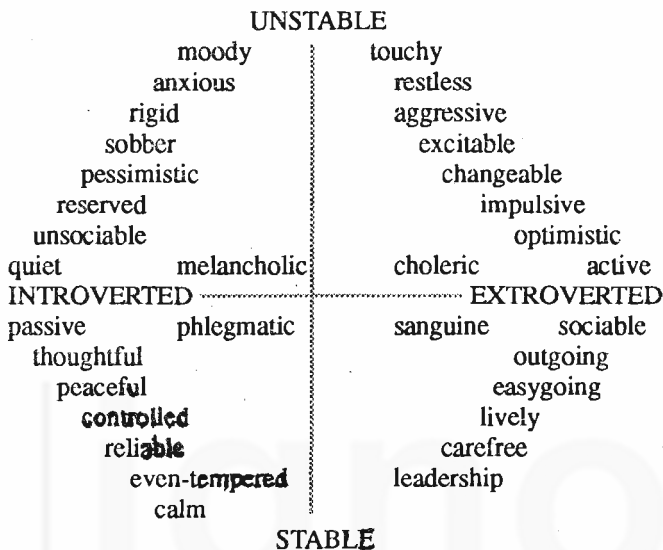 UNSTABLE
moody touchy
anxious restless
rigid aggressive
sobber excitable
pessimistic changeable
reserved impulsive
unsociable optimistic
quiet melancholic choleric active
INTROVERTED EXTROVERTED
passive phlegmatic sanguine sociable
thoughtful outgoing
peaceful easygoing
controlled lively
reliable carefree
even-tempered leadership
calm
STABLE